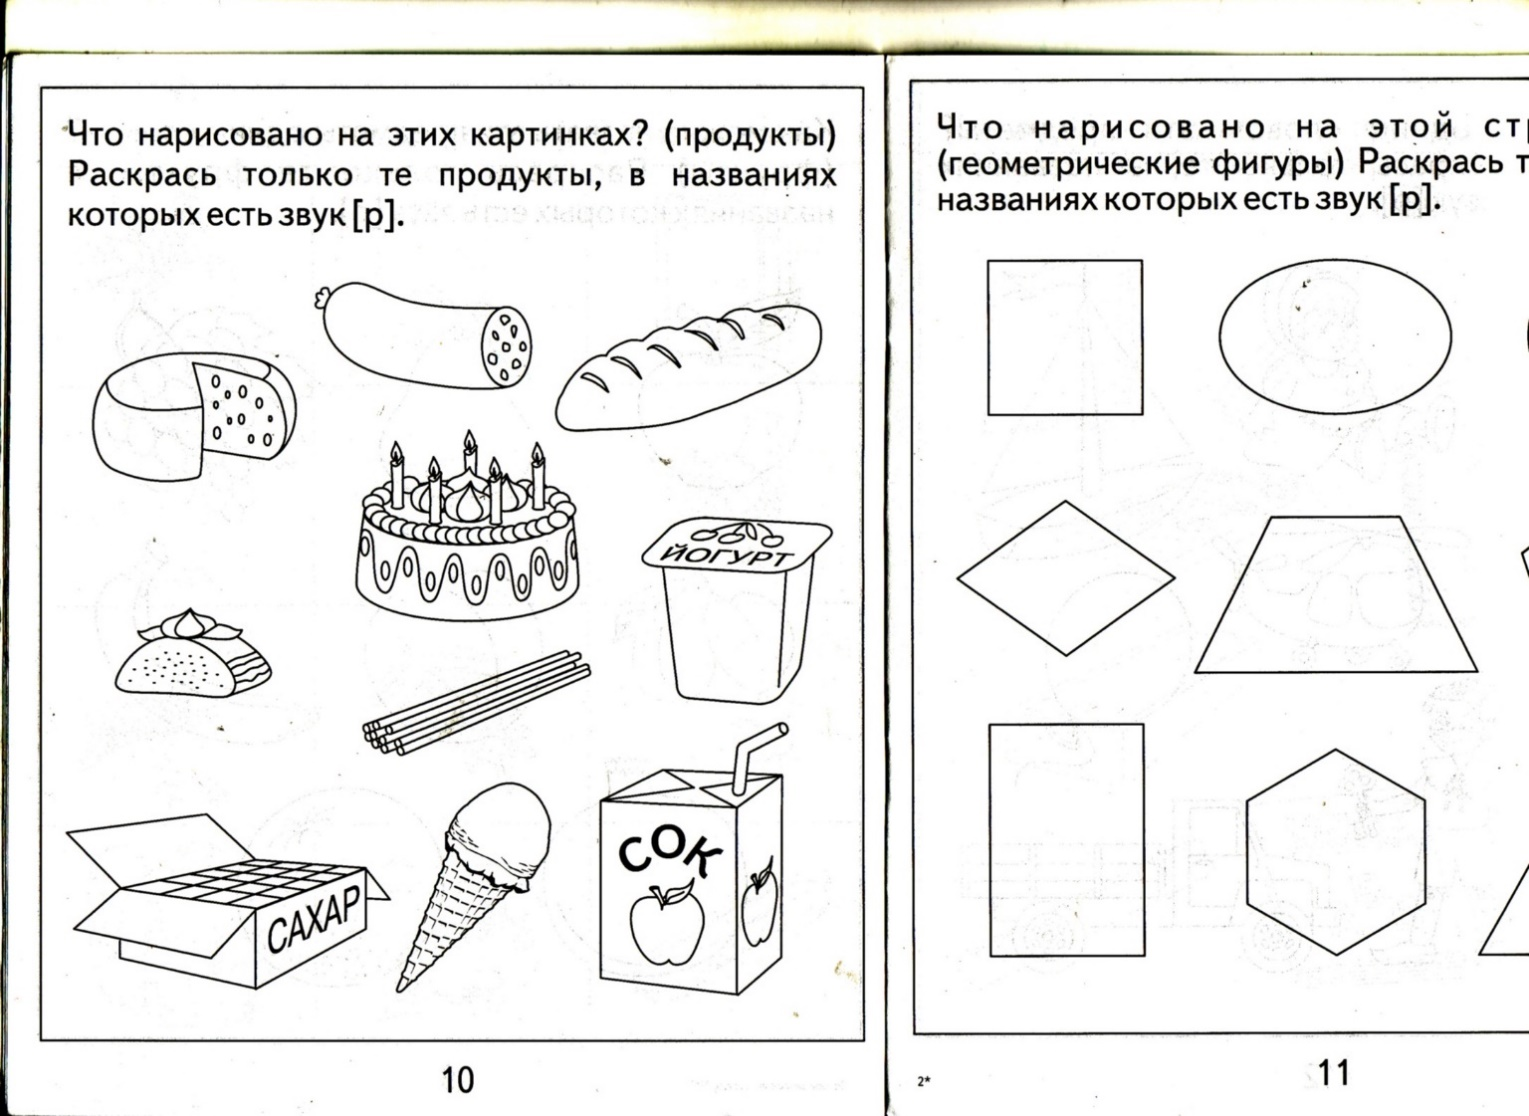 Что нарисовано на этих картинках? (продукты)
Раскрась только те продукты, в названиях
которых есть звук [р].
ЙОГУРТ
СОК
САХАР
10
Что нарисовано на этой
(геометрические фигуры) Раскрась
названиях которых есть звук [р].
2*
11